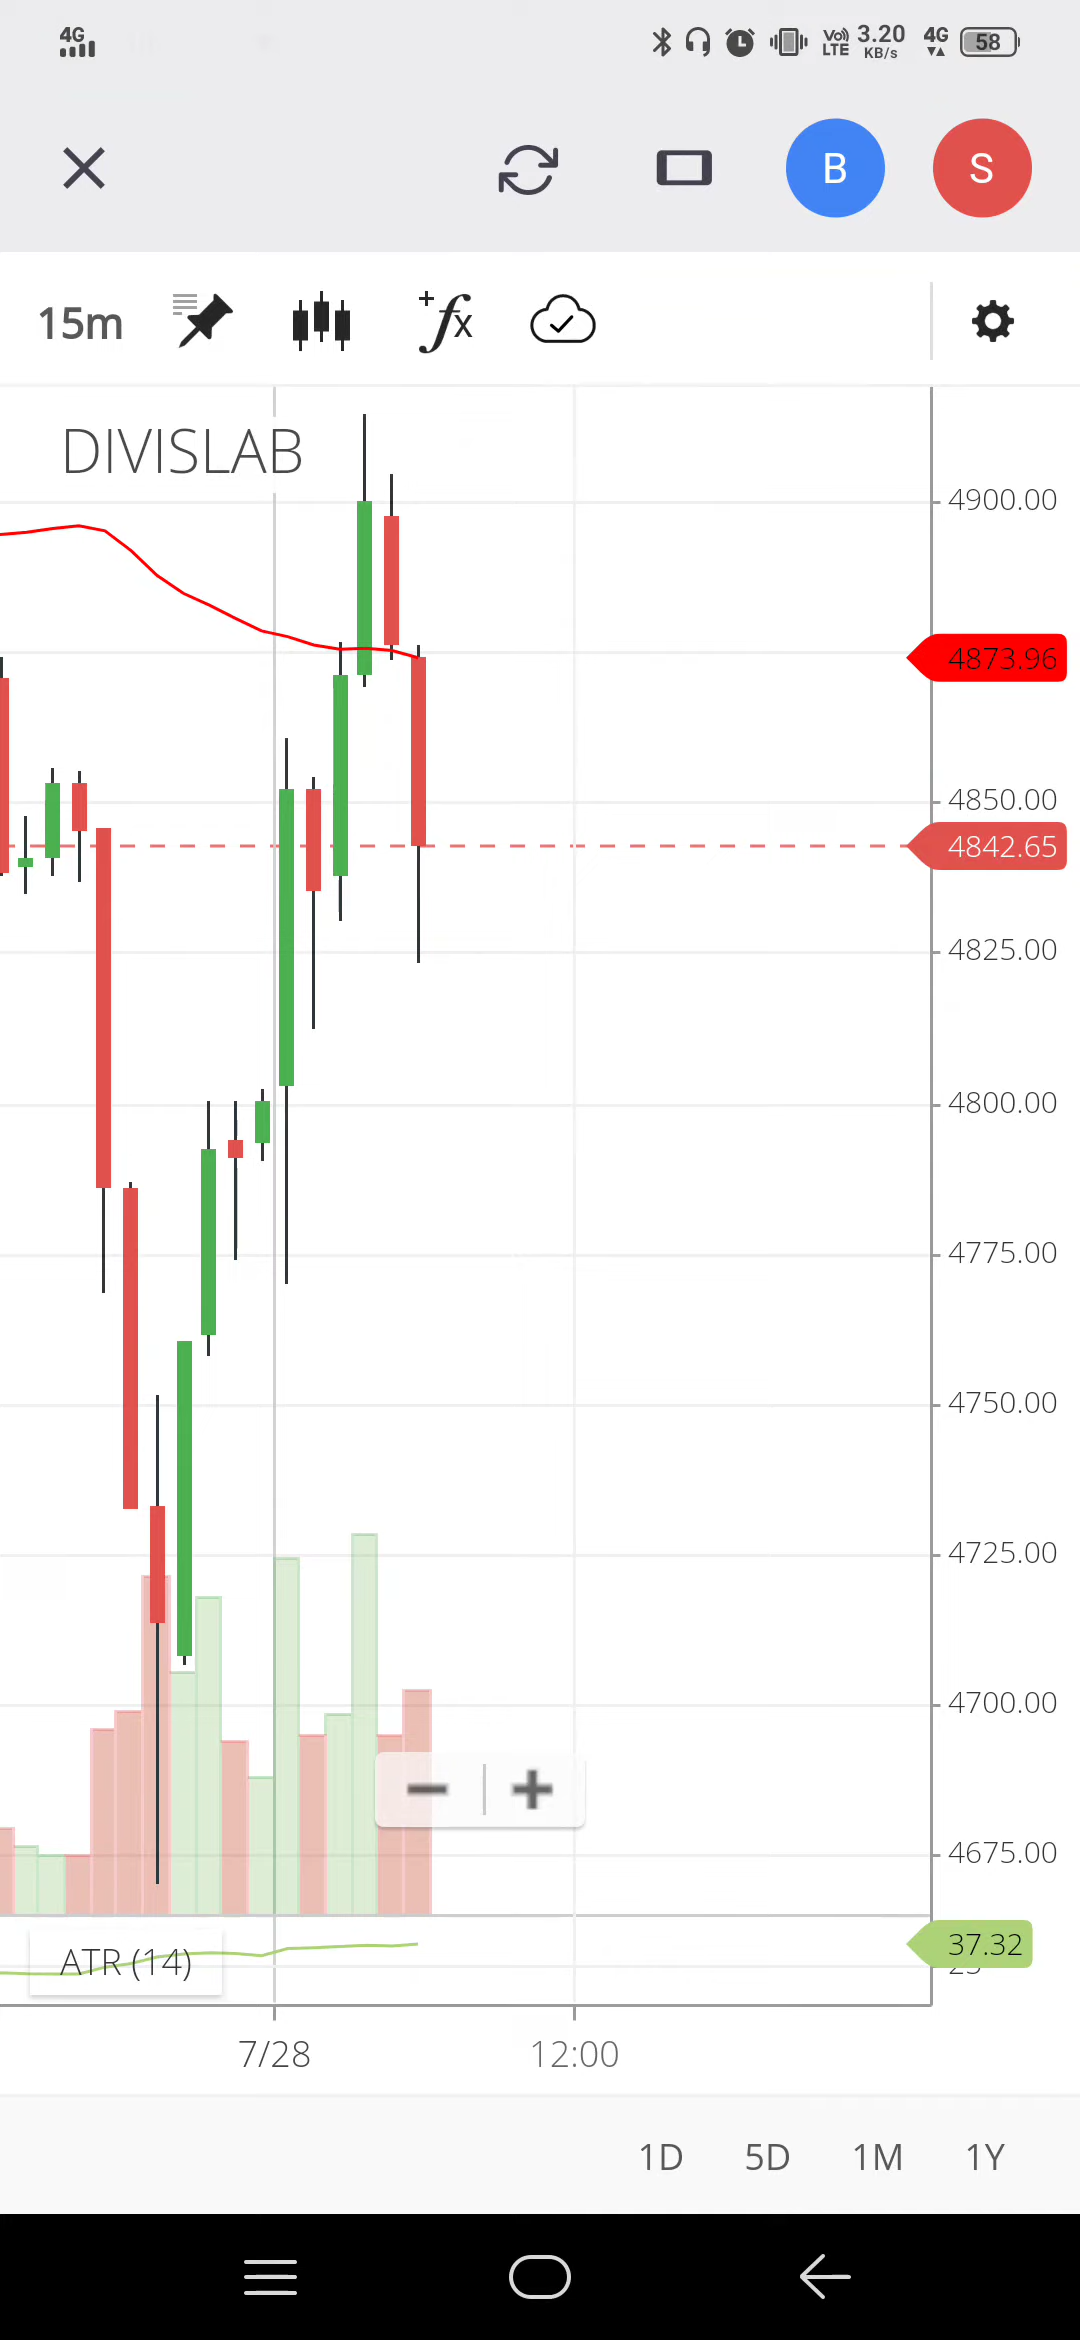 4G Vo)) LTE 3.20 KB/s 4G 58
B S
15m +fx
DIVISLAB
4900.00
4873.96
4850.00
4842.65
4825.00
4800.00
4775.00
4750.00
4725.00
4700.00
4675.00
ATR (14)
37.32
7/28 12:00
1D 5D 1M 1Y